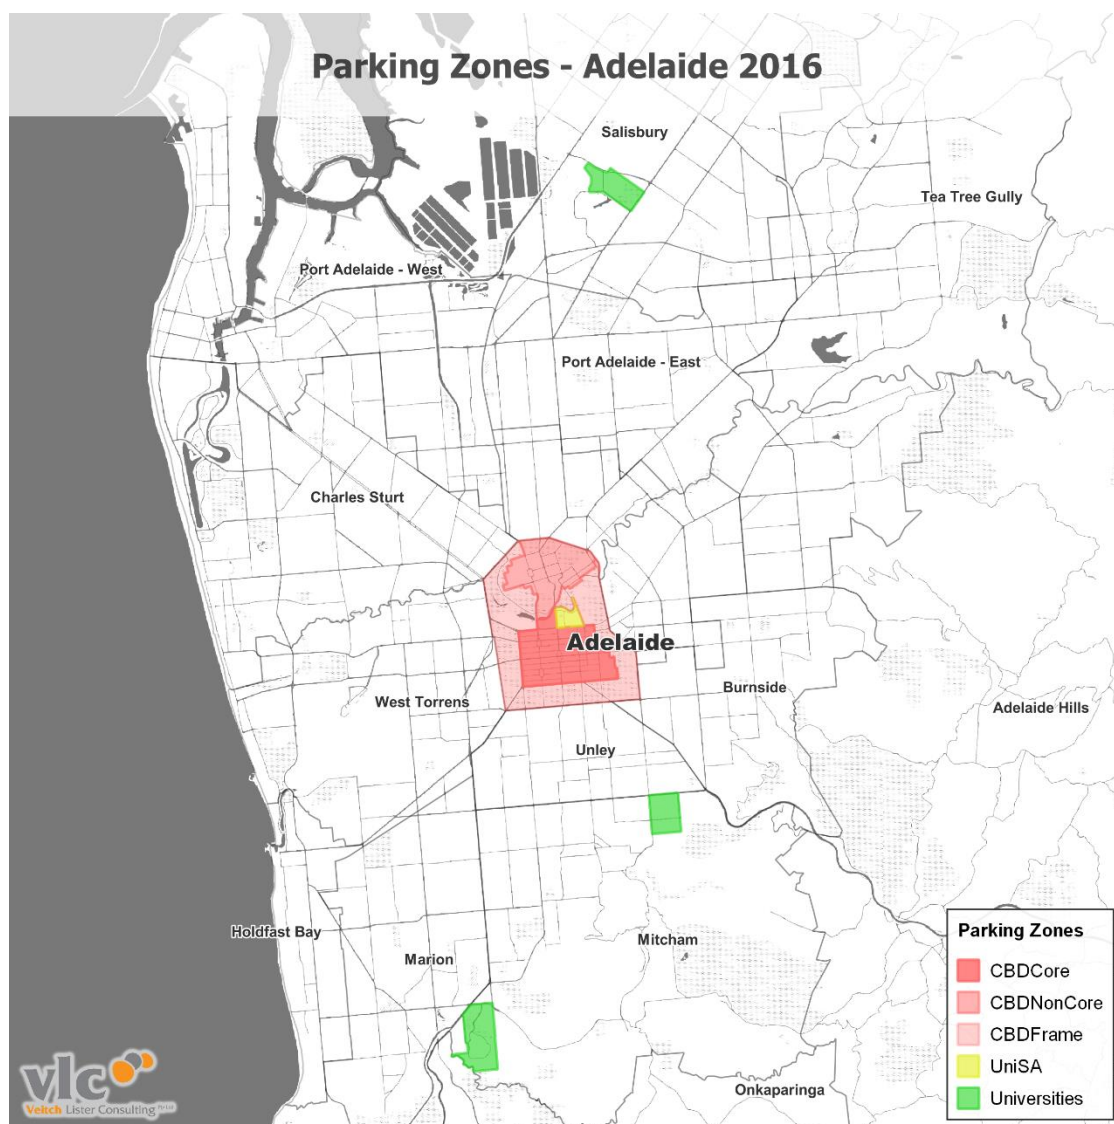 Parking Zones - Adelaide 2016
Salisbury
Tea Tree Gully
Port Adelaide - West
Port Adelaide - East
Charles Sturt
Adelaide
West Torrens
Burnside
Adelaide Hills
Unley
Holdfast Bay
Mitcham
Marion
Onkaparinga
Parking Zones
CBDCore
CBDNonCore
CBDFrame
UniSA
Universities
vlc
Veitch Lister Consulting